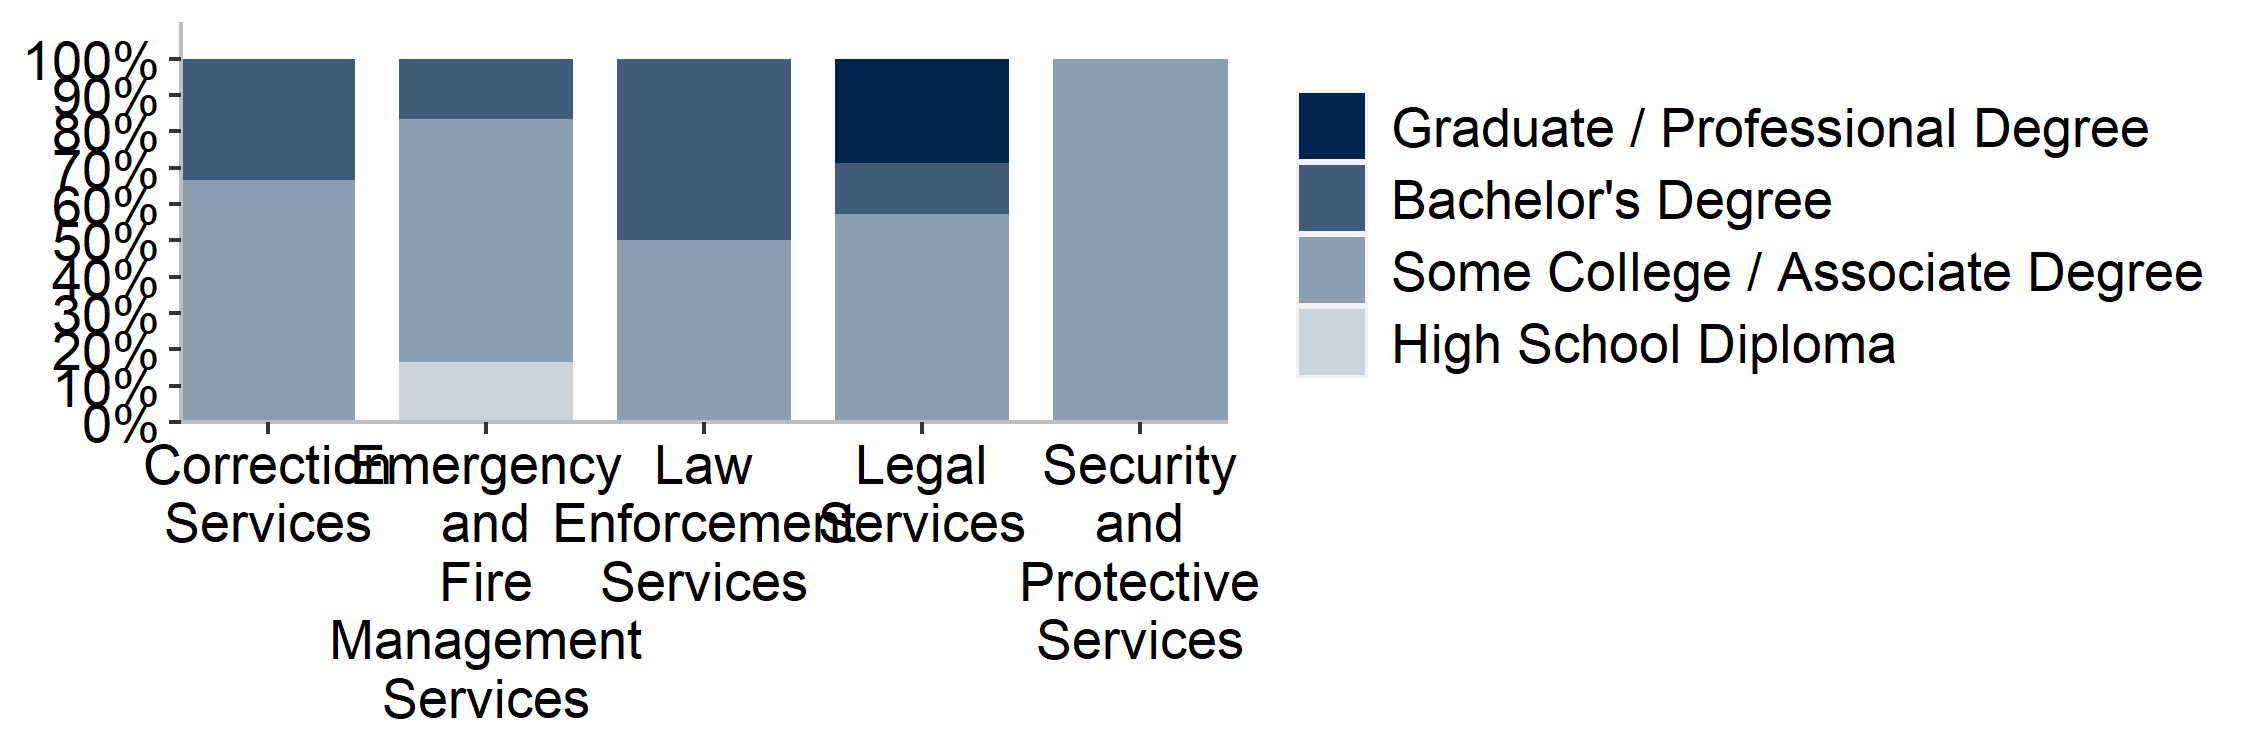 100%
90%
80%
70%
60%
50%
40%
30%
20%
10%
0%
Correction
Services
Emergency
and
Fire
Management
Services
Law
Enforcement
Services
Legal
Services
Security
and
Protective
Services
Graduate / Professional Degree
Bachelor's Degree
Some College / Associate Degree
High School Diploma